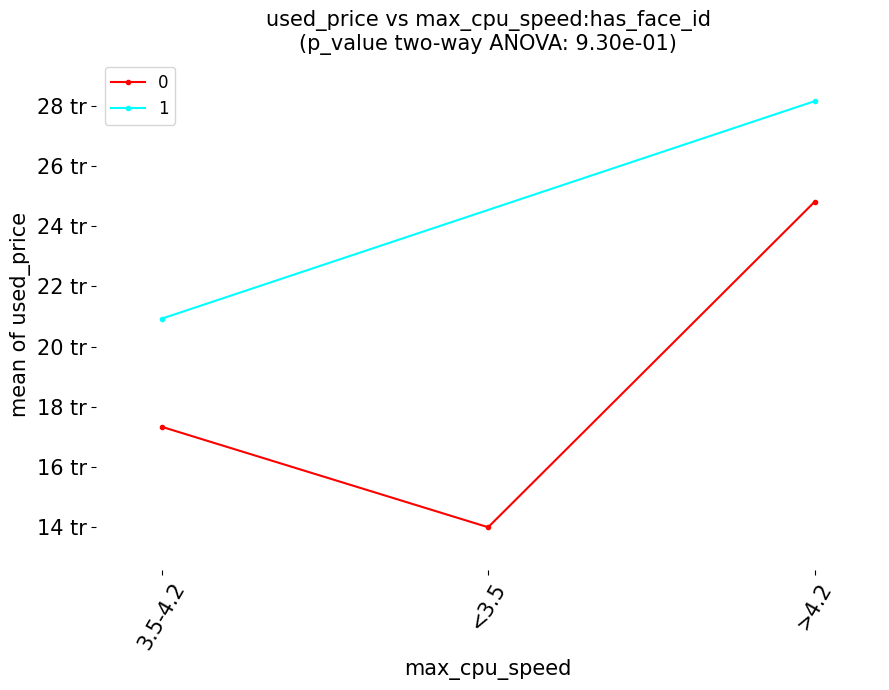 used_price vs max_cpu_speed:has_face_id
(p_value two-way ANOVA: 9.30e-01)
0
1
28 tr
26 tr
24 tr
22 tr
20 tr
18 tr
16 tr
14 tr
mean of used_price
3.5-4.2
<3.5
>4.2
max_cpu_speed